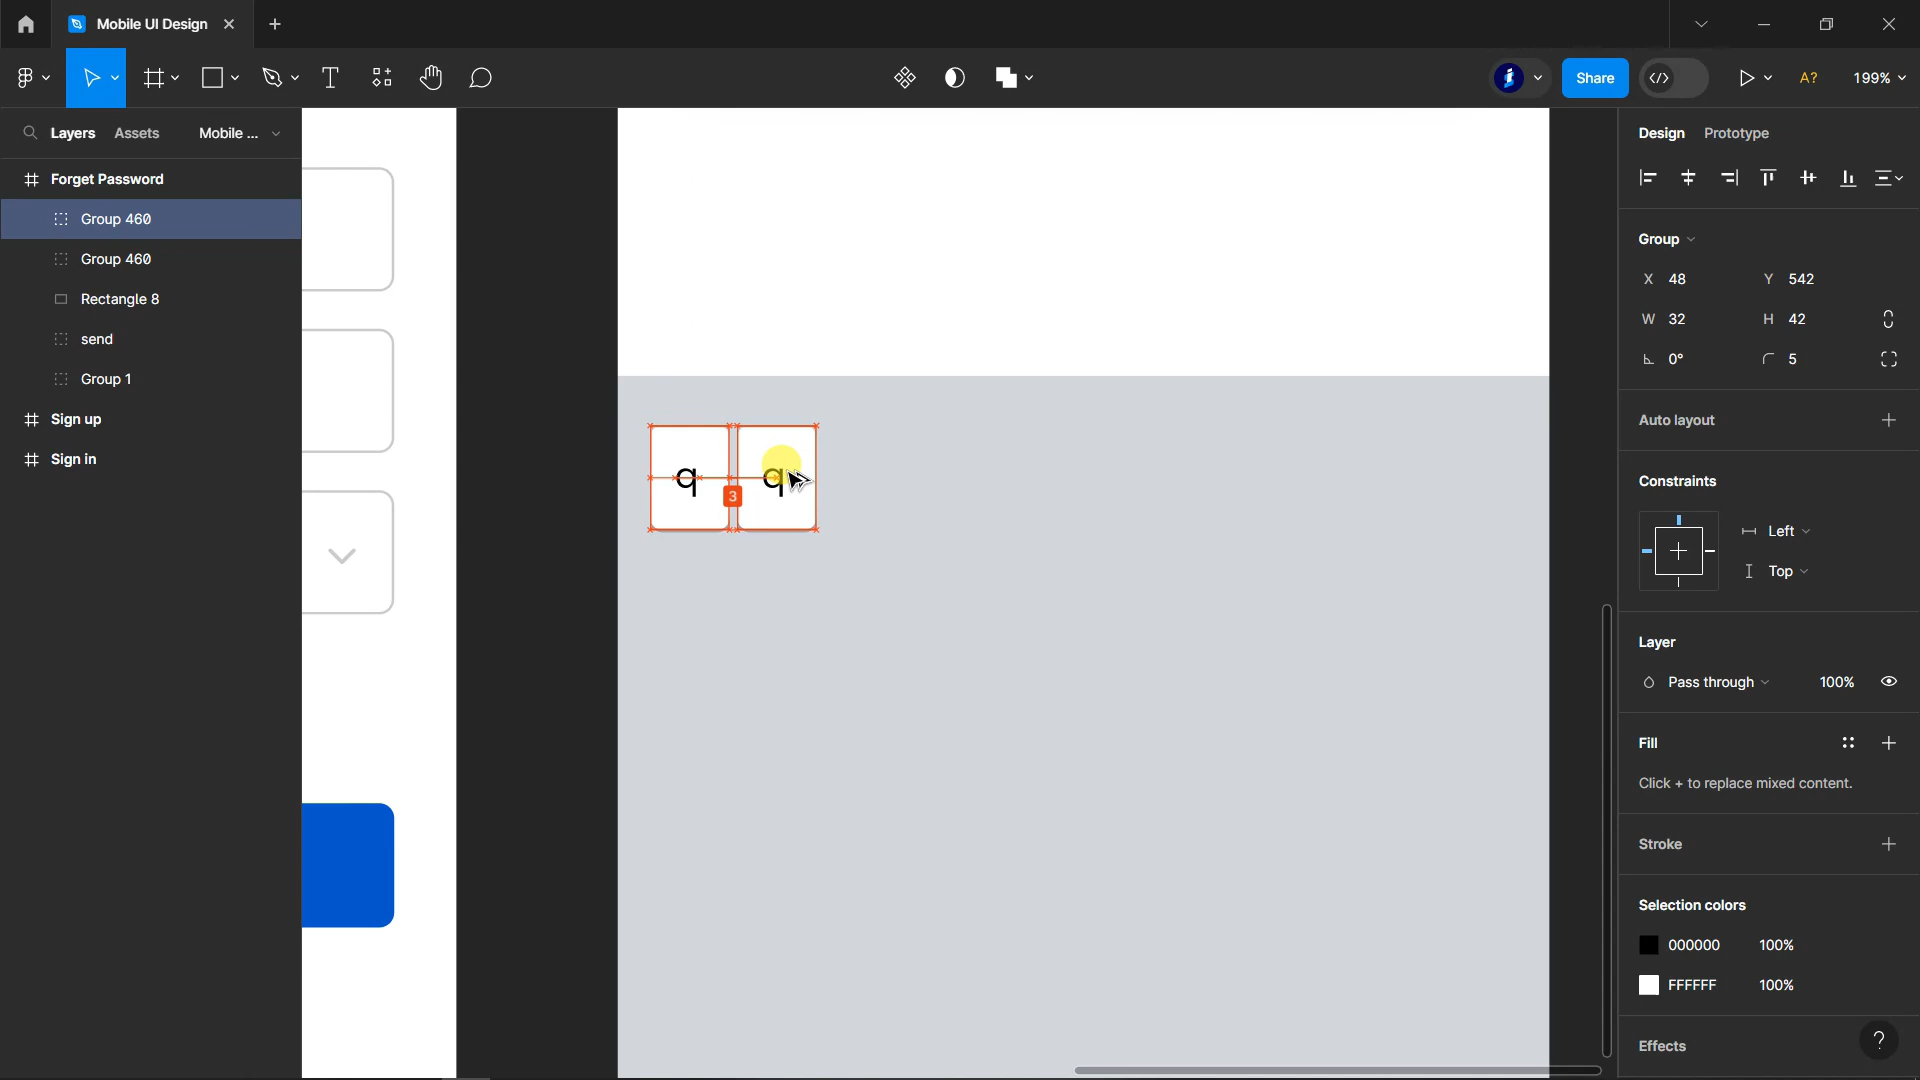 Mobile UI Design
Share
A?
199%
Layers
Assets
Mobile ...
Forget Password
Group 460
Group 460
Rectangle 8
send
Group 1
Sign up
Sign in
q
q
3
Design
Prototype
Group
X 48
Y 542
W 32
H 42
0°
5
Auto layout
Constraints
Left
Top
Layer
Pass through
100%
Fill
Click + to replace mixed content.
Stroke
Selection colors
000000 100%
FFFFFF 100%
Effects
?